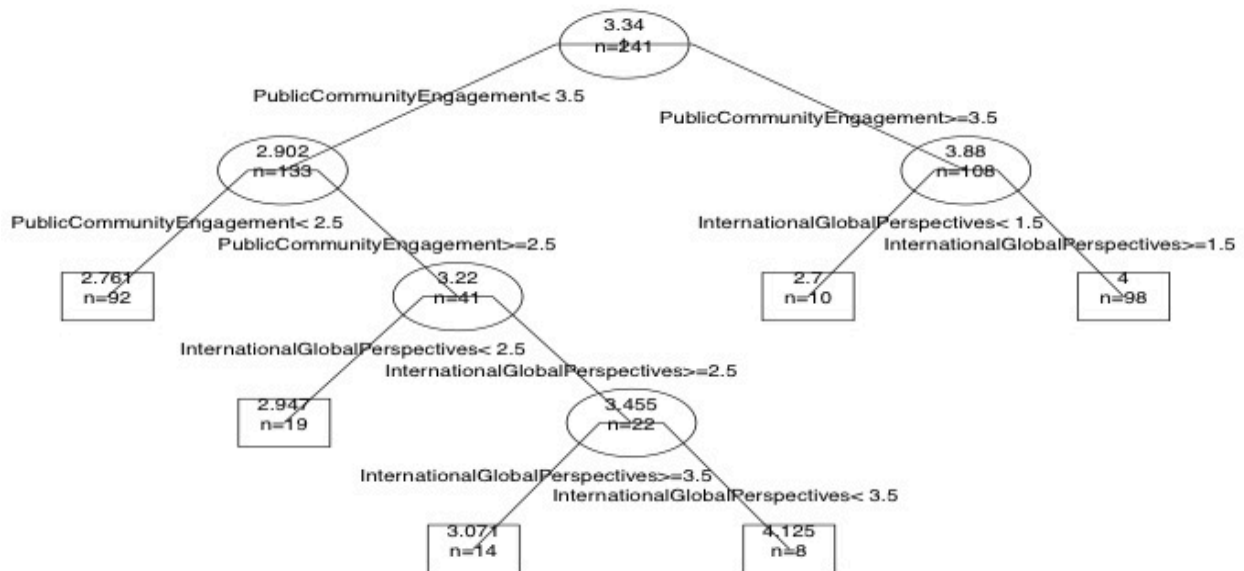 3.34
n=241
PublicCommunityEngagement< 3.5
PublicCommunityEngagement>=3.5
2.902
n=133
3.88
n=108
PublicCommunityEngagement< 2.5
PublicCommunityEngagement>=2.5
InternationalGlobalPerspectives< 1.5
InternationalGlobalPerspectives>=1.5
2.761
n=92
3.22
n=41
2.7
n=10
4
n=98
InternationalGlobalPerspectives< 2.5
InternationalGlobalPerspectives>=2.5
2.947
n=19
3.455
n=22
InternationalGlobalPerspectives>=3.5
InternationalGlobalPerspectives< 3.5
3.071
n=14
4.125
n=8